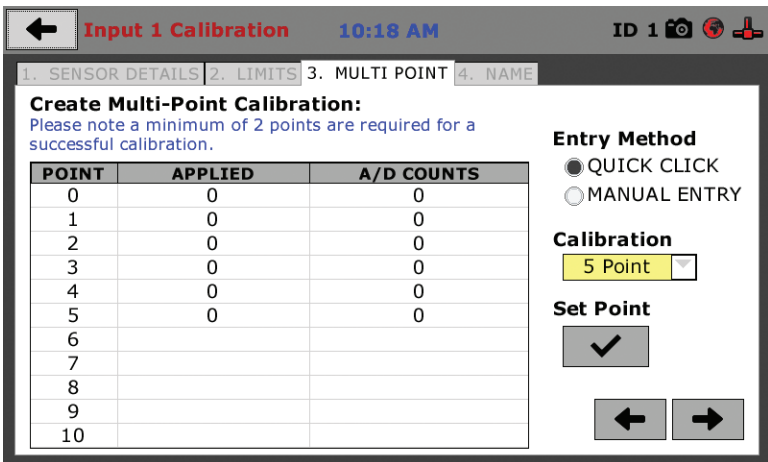 Input 1 Calibration 10:18 AM ID 1
1. SENSOR DETAILS 2. LIMITS 3. MULTI POINT 4. NAME
Create Multi-Point Calibration:
Please note a minimum of 2 points are required for a
successful calibration.
POINT APPLIED A/D COUNTS
0 0 0
1 0 0
2 0 0
3 0 0
4 0 0
5 0 0
6
7
8
9
10
Entry Method
QUICK CLICK
MANUAL ENTRY
Calibration
5 Point
Set Point